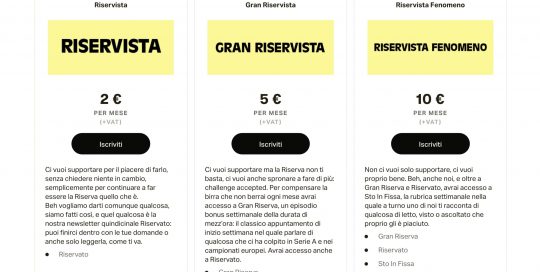 Riservista
RISERVISTA
2 €
PER MESE
(+VAT)
Iscriviti
Ci vuoi supportare per il piacere di farlo,
senza chiedere niente in cambio,
semplicemente per continuare a far
essere la Riserva quello che è.
Beh vogliamo darti comunque qualcosa,
siamo fatti così, e quel qualcosa è la
nostra newsletter quindicinale Riservato:
puoi finirci dentro con le tue domande o
anche solo leggerla, come ti va.
Riservato
Gran Riservista
GRAN RISERVISTA
5 €
PER MESE
(+VAT)
Iscriviti
Ci vuoi supportare ma la Riserva non ti
basta, ci vuoi anche spronare a fare di più:
challenge accepted. Per compensare la
birra che non berrai ogni mese avrai
accesso a Gran Riserva, un episodio
bonus settimanale della durata di
mezz'ora: il classico appuntamento di
inizio settimana nel quale parlare di
qualcosa che ci ha colpito in Serie A e nei
campionati europei. Avrai accesso anche
a Riservato.
Gran Riserva
Riservista Fenomeno
RISERVISTA FENOMENO
10 €
PER MESE
(+VAT)
Iscriviti
Non ci vuoi solo supportare, ci vuoi
proprio bene. Beh, anche noi, e oltre a
Gran Riserva e Riservato, avrai accesso a
Sto In Fissa, la rubrica settimanale nella
quale a turno uno di noi ti racconta di
qualcosa di letto, visto o ascoltato che
proprio gli è piaciuto.
Gran Riserva
Riservato
Sto In Fissa